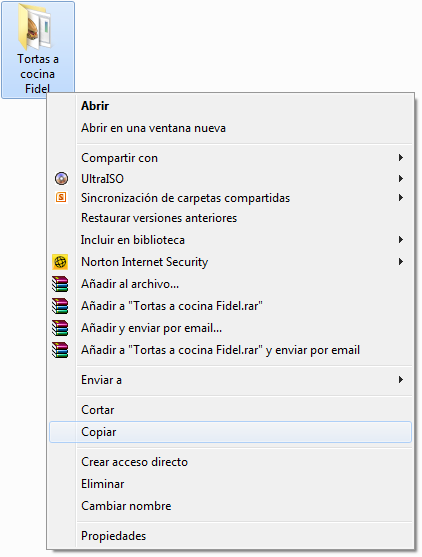 Tortas a
cocina
Fidel
Abrir
Abrir en una ventana nueva
Compartir con
UltraISO
Sincronización de carpetas compartidas
Restaurar versiones anteriores
Incluir en biblioteca
Norton Internet Security
Añadir al archivo...
Añadir a "Tortas a cocina Fidel.rar"
Añadir y enviar por email...
Añadir a "Tortas a cocina Fidel.rar" y enviar por email
Enviar a
Cortar
Copiar
Crear acceso directo
Eliminar
Cambiar nombre
Propiedades